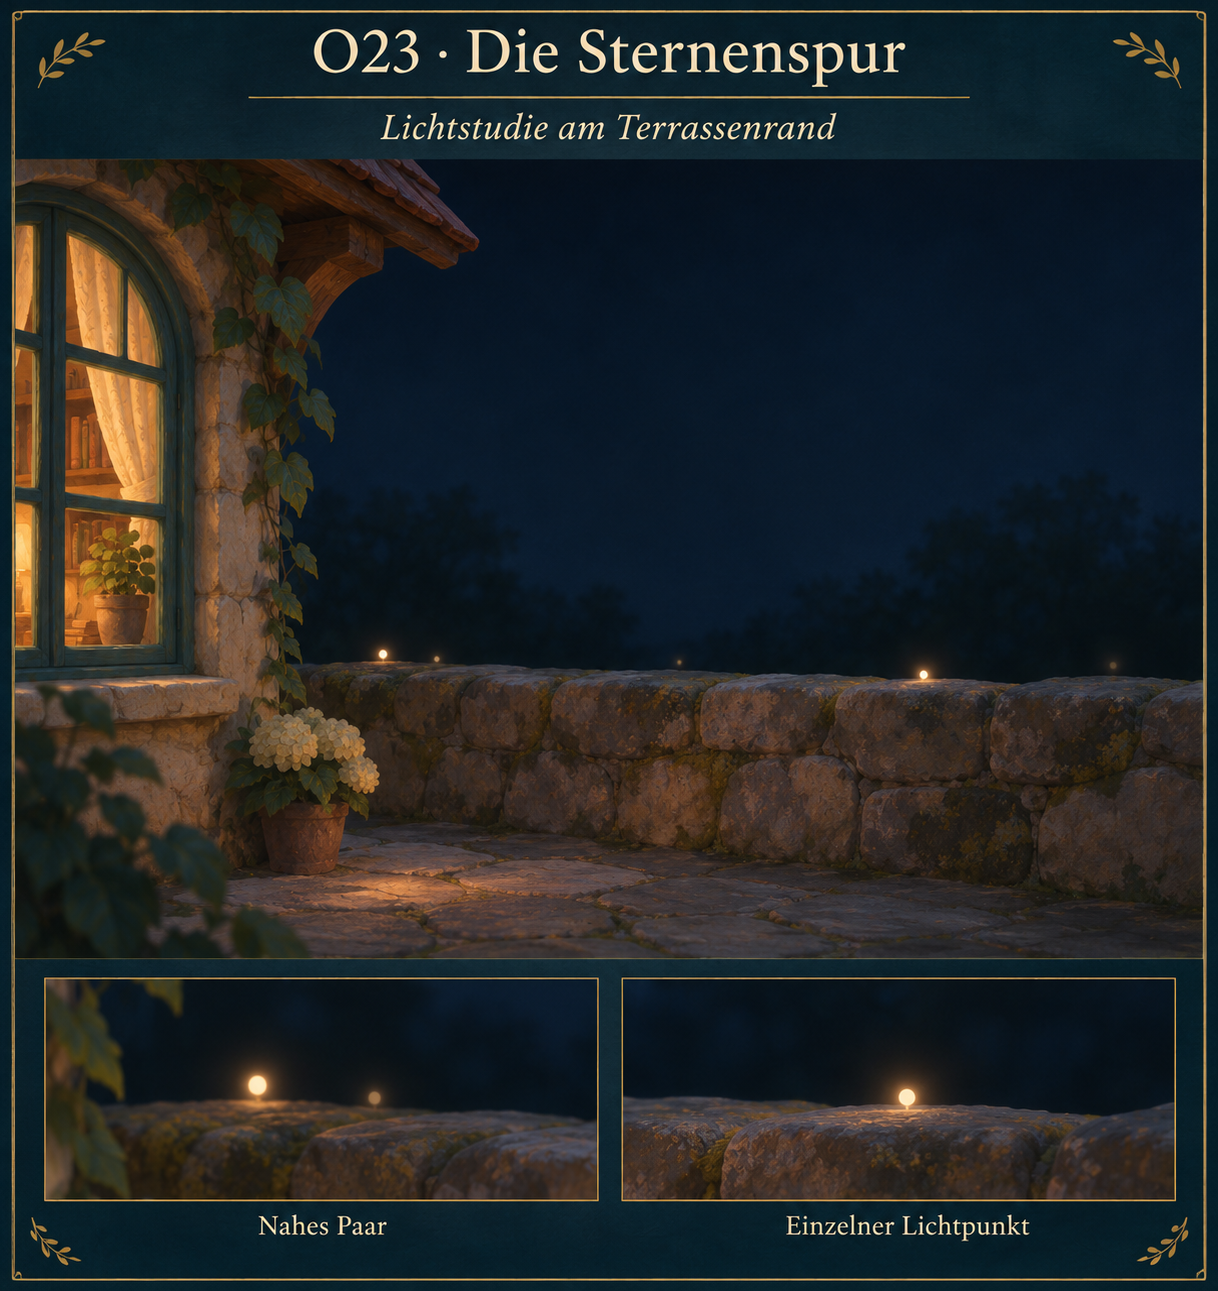 O23 · Die Sternenspur
Lichtstudie am Terrassenrand
Nahes Paar
Einzelner Lichtpunkt